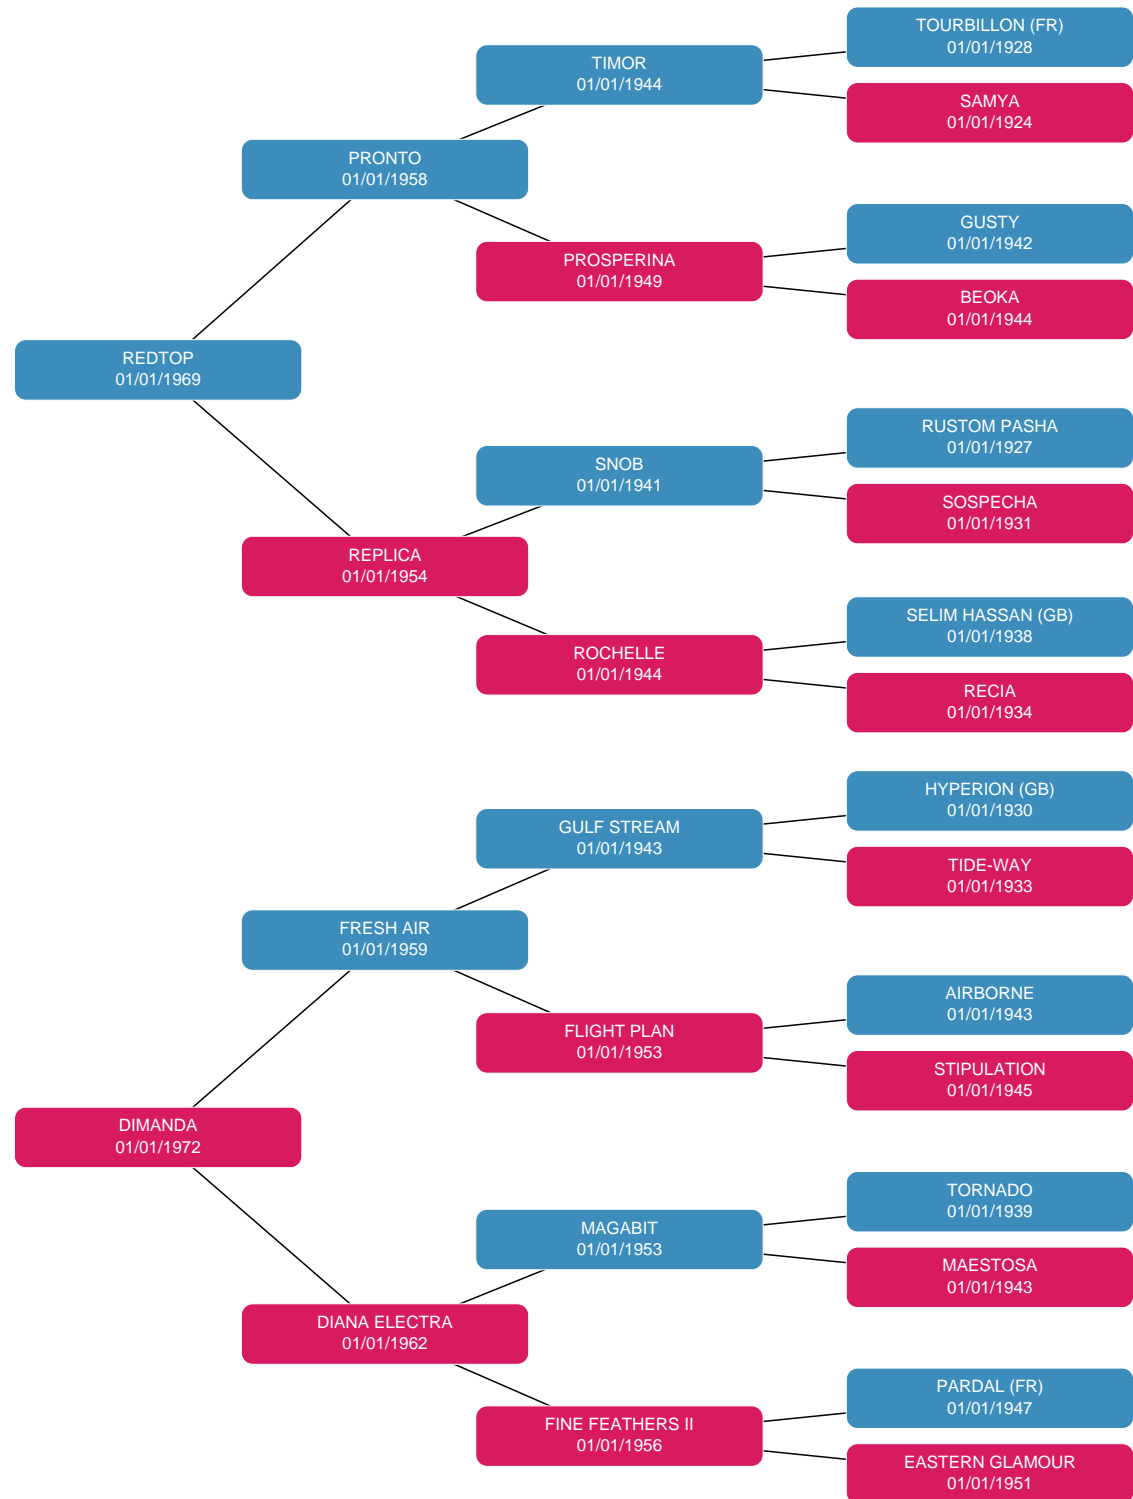 TOURBILLON (FR)
01/01/1928
TIMOR
01/01/1944
SAMYA
01/01/1924
PRONTO
01/01/1958
GUSTY
01/01/1942
PROSPERINA
01/01/1949
BEOKA
01/01/1944
REDTOP
01/01/1969
RUSTOM PASHA
01/01/1927
SNOB
01/01/1941
SOSPECHA
01/01/1931
REPLICA
01/01/1954
SELIM HASSAN (GB)
01/01/1938
ROCHELLE
01/01/1944
RECIA
01/01/1934
HYPERION (GB)
01/01/1930
GULF STREAM
01/01/1943
TIDE-WAY
01/01/1933
FRESH AIR
01/01/1959
AIRBORNE
01/01/1943
FLIGHT PLAN
01/01/1953
STIPULATION
01/01/1945
DIMANDA
01/01/1972
TORNADO
01/01/1939
MAGABIT
01/01/1953
MAESTOSA
01/01/1943
DIANA ELECTRA
01/01/1962
PARDAL (FR)
01/01/1947
FINE FEATHERS II
01/01/1956
EASTERN GLAMOUR
01/01/1951